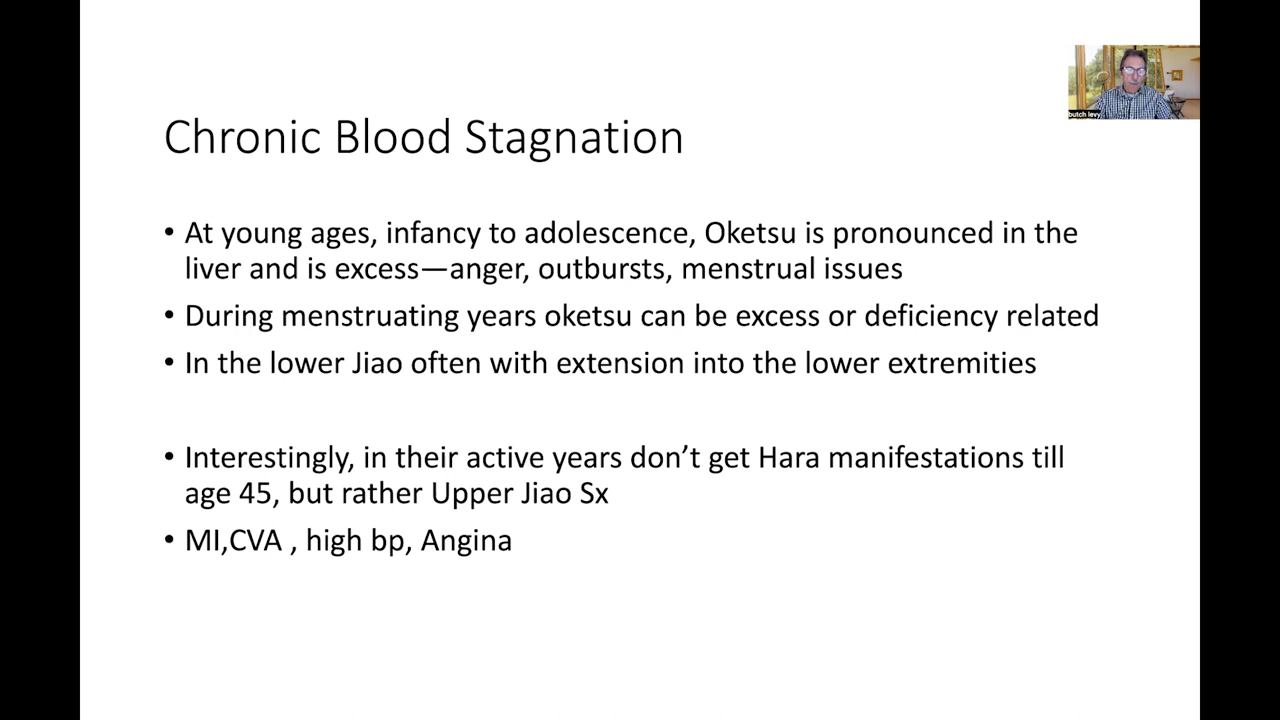 butch levy
Chronic Blood Stagnation
• At young ages, infancy to adolescence, Oketsu is pronounced in the
liver and is excess—anger, outbursts, menstrual issues
• During menstruating years oketsu can be excess or deficiency related
• In the lower Jiao often with extension into the lower extremities
• Interestingly, in their active years don’t get Hara manifestations till
age 45, but rather Upper Jiao Sx
• MI,CVA , high bp, Angina